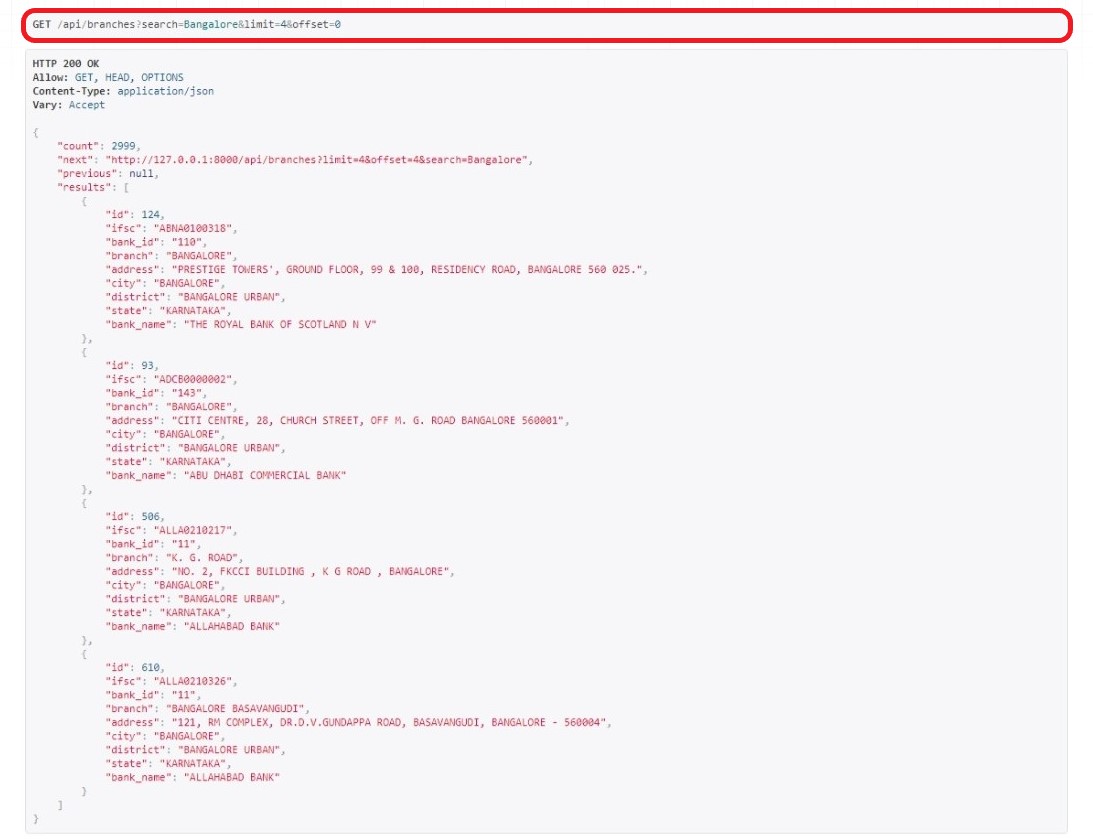 GET /api/branches?search=Bangalore&limit=4&offset=0
HTTP 200 OK
Allow: GET, HEAD, OPTIONS
Content-Type: application/json
Vary: Accept
{
    "count": 2999,
    "next": "http://127.0.0.1:8000/api/branches?limit=4&offset=4&search=Bangalore",
    "previous": null,
    "results": [
        {
            "id": 124,
            "ifsc": "ABNA0100318",
            "bank_id": "110",
            "branch": "BANGALORE",
            "address": "PRESTIGE TOWERS', GROUND FLOOR, 99 & 100, RESIDENCY ROAD, BANGALORE 560 025.",
            "city": "BANGALORE",
            "district": "BANGALORE URBAN",
            "state": "KARNATAKA",
            "bank_name": "THE ROYAL BANK OF SCOTLAND N V"
        },
        {
            "id": 93,
            "ifsc": "ADCB0000002",
            "bank_id": "143",
            "branch": "BANGALORE",
            "address": "CITI CENTRE, 28, CHURCH STREET, OFF M. G. ROAD BANGALORE 560001",
            "city": "BANGALORE",
            "district": "BANGALORE URBAN",
            "state": "KARNATAKA",
            "bank_name": "ABU DHABI COMMERCIAL BANK"
        },
        {
            "id": 506,
            "ifsc": "ALLA0210217",
            "bank_id": "11",
            "branch": "K. G. ROAD",
            "address": "NO. 2, FKCCI BUILDING , K G ROAD , BANGALORE",
            "city": "BANGALORE",
            "district": "BANGALORE URBAN",
            "state": "KARNATAKA",
            "bank_name": "ALLAHABAD BANK"
        },
        {
            "id": 610,
            "ifsc": "ALLA0210326",
            "bank_id": "11",
            "branch": "BANGALORE BASAVANGUDI",
            "address": "121, RM COMPLEX, DR.D.V.GUNDAPPA ROAD, BASAVANGUDI, BANGALORE - 560004",
            "city": "BANGALORE",
            "district": "BANGALORE URBAN",
            "state": "KARNATAKA",
            "bank_name": "ALLAHABAD BANK"
        }
    ]
}